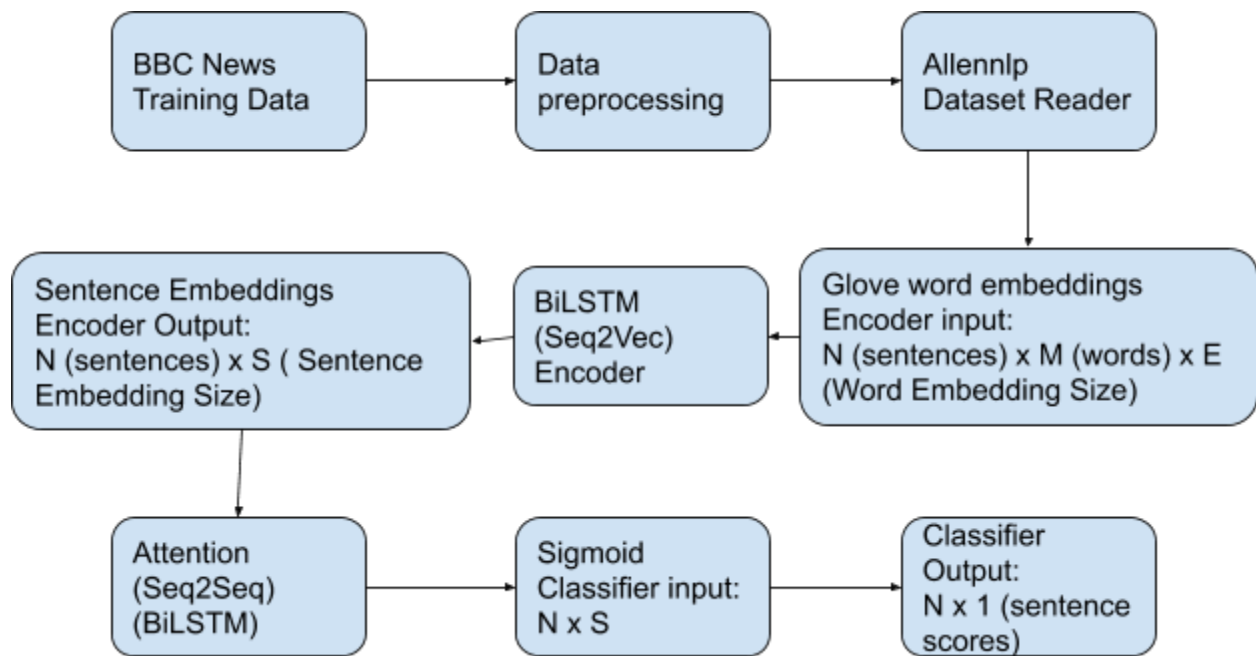 BBC News
Training Data
Data
preprocessing
Allennlp
Dataset Reader
Glove word embeddings
Encoder input:
N (sentences) x M (words) x E
(Word Embedding Size)
BiLSTM
(Seq2Vec)
Encoder
Sentence Embeddings
Encoder Output:
N (sentences) x S ( Sentence
Embedding Size)
Attention
(Seq2Seq)
(BiLSTM)
Sigmoid
Classifier input:
N x S
Classifier
Output:
N x 1 (sentence
scores)